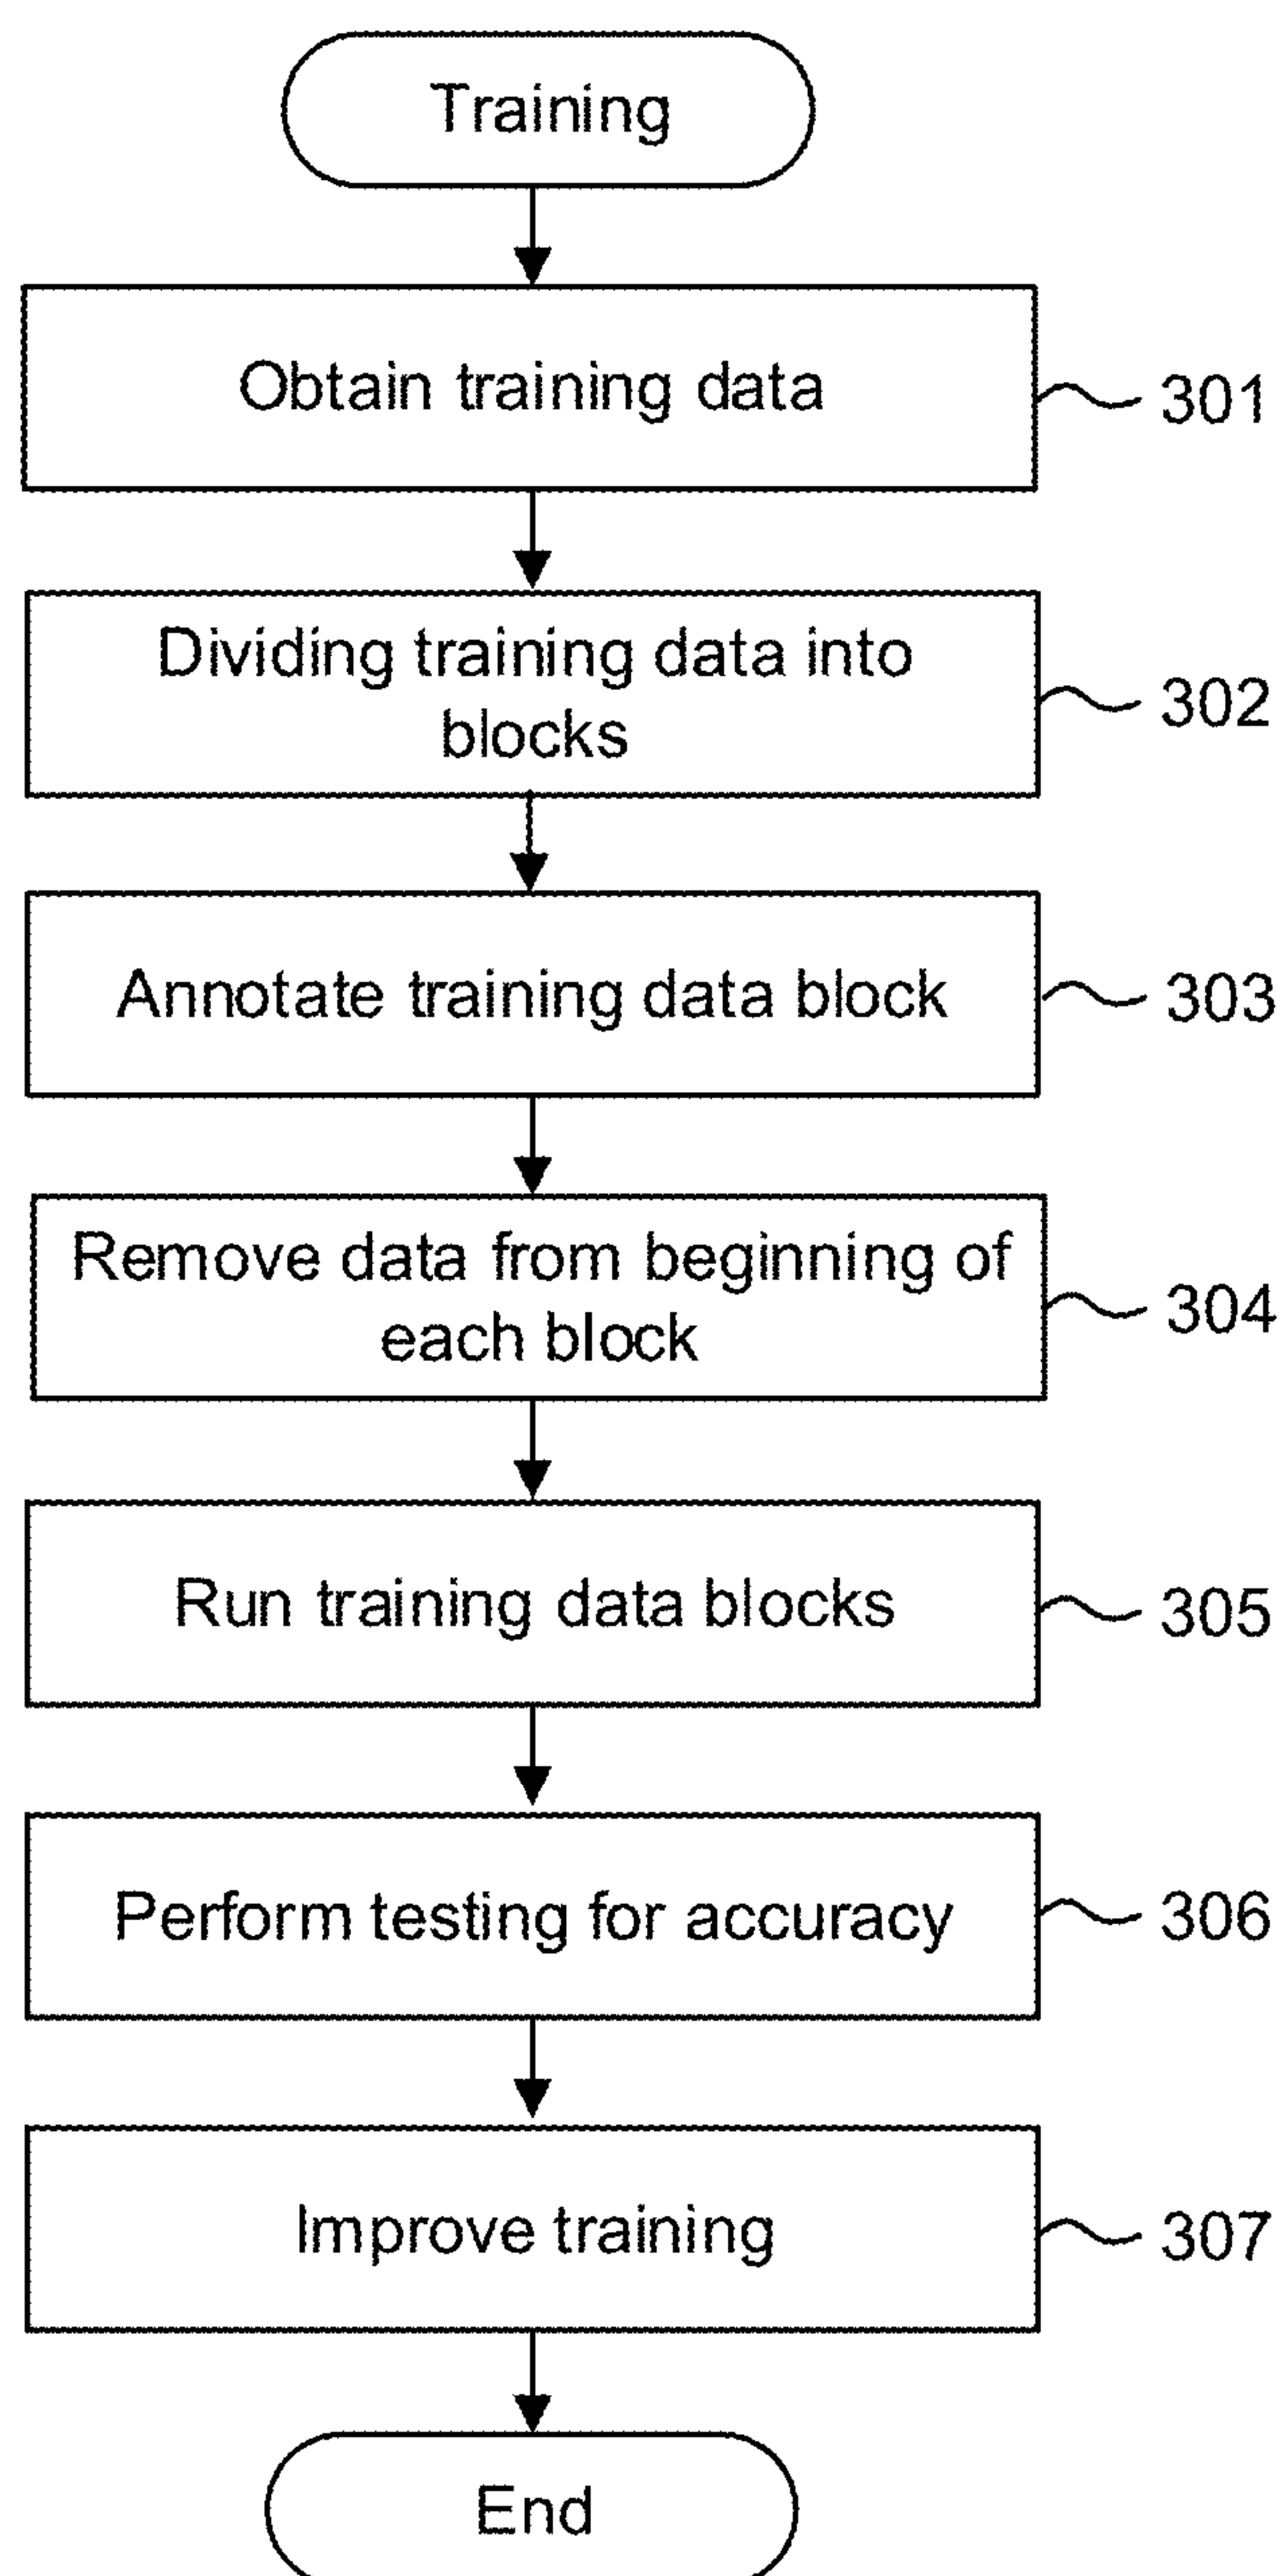 Training
Obtain training data
301
Dividing training data into
blocks
302
Annotate training data block
303
Remove data from beginning of
each block
304
Run training data blocks
305
Perform testing for accuracy
306
Improve training
307
End